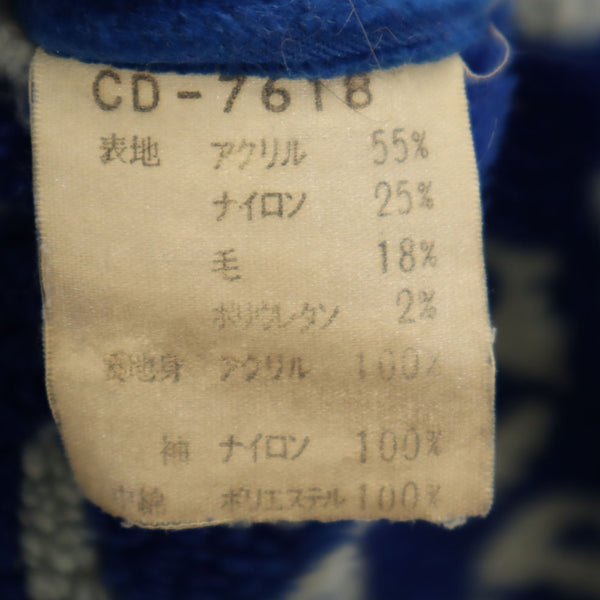 CD-7618
表地 アクリル 55%
ナイロン 25%
毛 18%
ポリウレタン 2%
裏地身 アクリル 100%
袖 ナイロン 100%
中綿 ポリエステル 100%